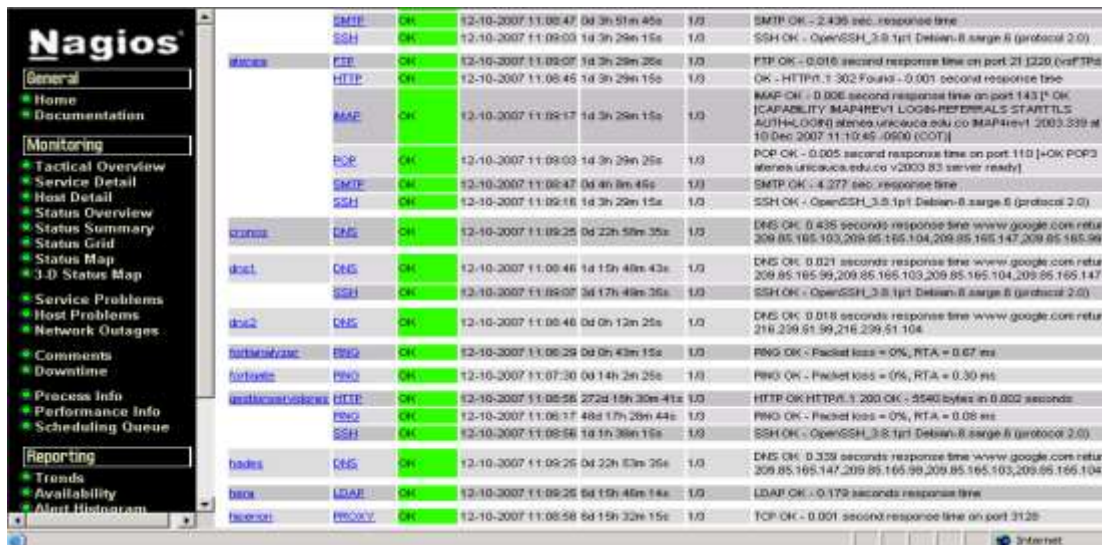 Nagios
General
Home
Documentation
Monitoring
Tactical Overview
Service Detail
Host Detail
Status Overview
Status Summary
Status Grid
Status Map
3-D Status Map
Service Problems
Host Problems
Network Outages
Comments
Downtime
Process Info
Performance Info
Scheduling Queue
Reporting
Trends
Availability
Alert Histogram
SMTP OK 12-10-2007 11:08:47 0d 3h 51m 46s 1/3 SMTP OK - 2.436 sec. response time
SSH OK 12-10-2007 11:09:03 1d 3h 29m 15s 1/3 SSH OK - OpenSSH_3.8.1p1 Debian-8.sarge.6 (protocol 2.0)
FTP OK 12-10-2007 11:09:07 1d 3h 29m 26s 1/3 FTP OK - 0.016 second response time on port 21 [220 (vsFTPd
HTTP OK 12-10-2007 11:08:45 1d 3h 29m 15s 1/3 OK - HTTP/1.1 302 Found - 0.001 second response time
IMAP OK 12-10-2007 11:09:17 1d 3h 29m 15s 1/3 IMAP OK - 0.006 second response time on port 143 [* OK
[CAPABILITY IMAP4REV1 LOGIN-REFERRALS STARTTLS
AUTH=LOGIN] atenea.unicauca.edu.co IMAP4rev1 2003.339 at
10 Dec 2007 11:10:45 -0500 (COT)]
POP OK 12-10-2007 11:09:03 1d 3h 29m 25s 1/3 POP OK - 0.005 second response time on port 110 [+OK POP3
atenea.unicauca.edu.co v2003.83 server ready]
SMTP OK 12-10-2007 11:08:47 0d 4h 8m 45s 1/3 SMTP OK - 4.277 sec. response time
SSH OK 12-10-2007 11:09:16 1d 3h 29m 15s 1/3 SSH OK - OpenSSH_3.8.1p1 Debian-8.sarge.6 (protocol 2.0)
cronos DNS OK 12-10-2007 11:09:25 0d 22h 58m 35s 1/3 DNS OK: 0.436 seconds response time www.google.com retur
209.85.165.103,209.85.165.104,209.85.165.147,209.85.165.99
dns1 DNS OK 12-10-2007 11:08:46 1d 15h 48m 43s 1/3 DNS OK: 0.021 seconds response time www.google.com retur
209.85.165.99,209.85.165.103,209.85.165.104,209.85.165.147
SSH OK 12-10-2007 11:09:07 3d 17h 49m 35s 1/3 SSH OK - OpenSSH_3.8.1p1 Debian-8.sarge.6 (protocol 2.0)
dns2 DNS OK 12-10-2007 11:08:46 0d 0h 13m 25s 1/3 DNS OK: 0.018 seconds response time www.google.com retur
216.239.51.99,216.239.51.104
fortianalyzer PING OK 12-10-2007 11:06:29 0d 0h 43m 15s 1/3 PING OK - Packet loss = 0%, RTA = 0.67 ms
fortigate PING OK 12-10-2007 11:07:30 0d 14h 2m 25s 1/3 PING OK - Packet loss = 0%, RTA = 0.30 ms
HTTP OK 12-10-2007 11:08:56 272d 15h 30m 41s 1/3 HTTP OK HTTP/1.1 200 OK - 5540 bytes in 0.002 seconds
PING OK 12-10-2007 11:06:17 48d 17h 28m 44s 1/3 PING OK - Packet loss = 0%, RTA = 0.08 ms
SSH OK 12-10-2007 11:08:56 1d 1h 38m 15s 1/3 SSH OK - OpenSSH_3.8.1p1 Debian-8.sarge.6 (protocol 2.0)
hades DNS OK 12-10-2007 11:09:25 0d 22h 53m 35s 1/3 DNS OK: 0.339 seconds response time www.google.com retur
209.85.165.147,209.85.165.99,209.85.165.103,209.85.165.104
LDAP OK 12-10-2007 11:09:25 6d 15h 46m 14s 1/3 LDAP OK - 0.179 seconds response time
PROXY OK 12-10-2007 11:08:58 6d 15h 32m 15s 1/3 TCP OK - 0.001 second response time on port 3128
Internet